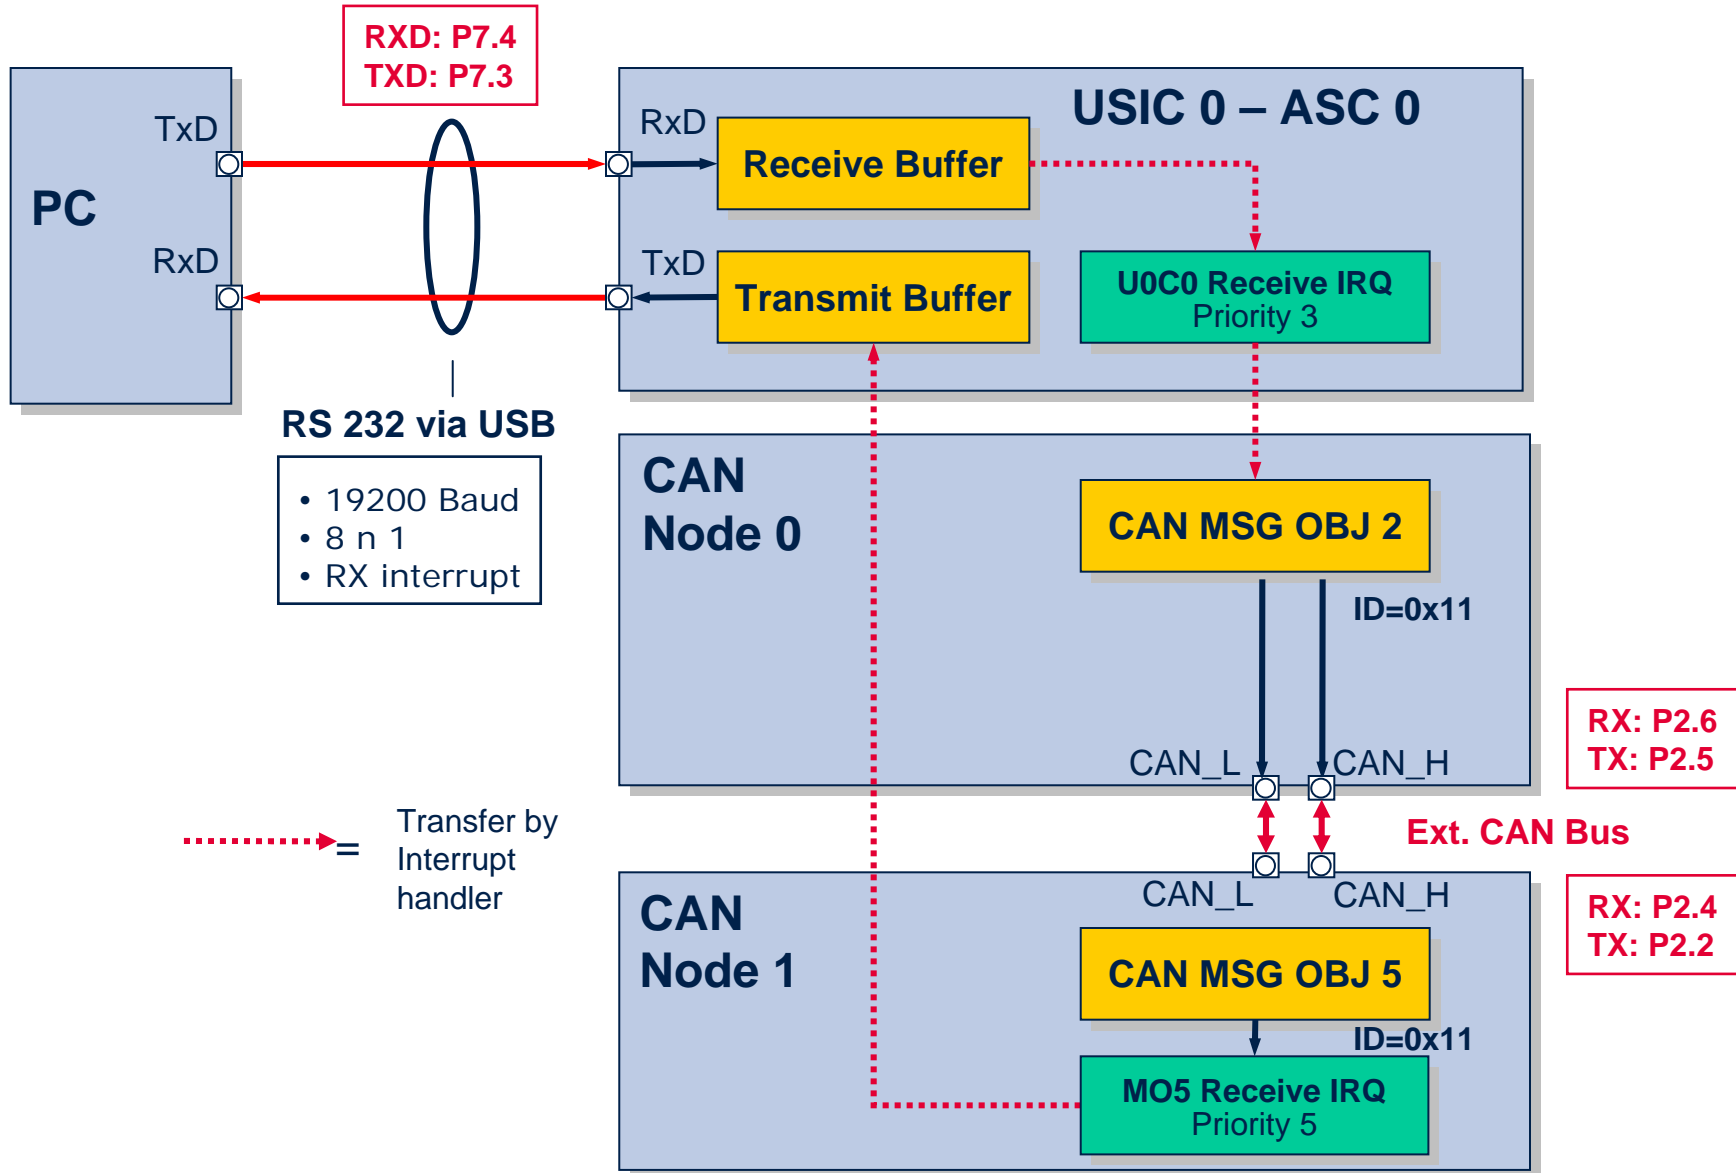 RXD: P7.4
TXD: P7.3
USIC 0 – ASC 0
TxD
RxD
Receive Buffer
PC
RxD
TxD
Transmit Buffer
U0C0 Receive IRQ
Priority 3
RS 232 via USB
• 19200 Baud
• 8 n 1
• RX interrupt
CAN
Node 0
CAN MSG OBJ 2
ID=0x11
CAN_L
CAN_H
RX: P2.6
TX: P2.5
Ext. CAN Bus
=
Transfer by
Interrupt
handler
CAN
Node 1
CAN_L
CAN_H
RX: P2.4
TX: P2.2
CAN MSG OBJ 5
ID=0x11
MO5 Receive IRQ
Priority 5